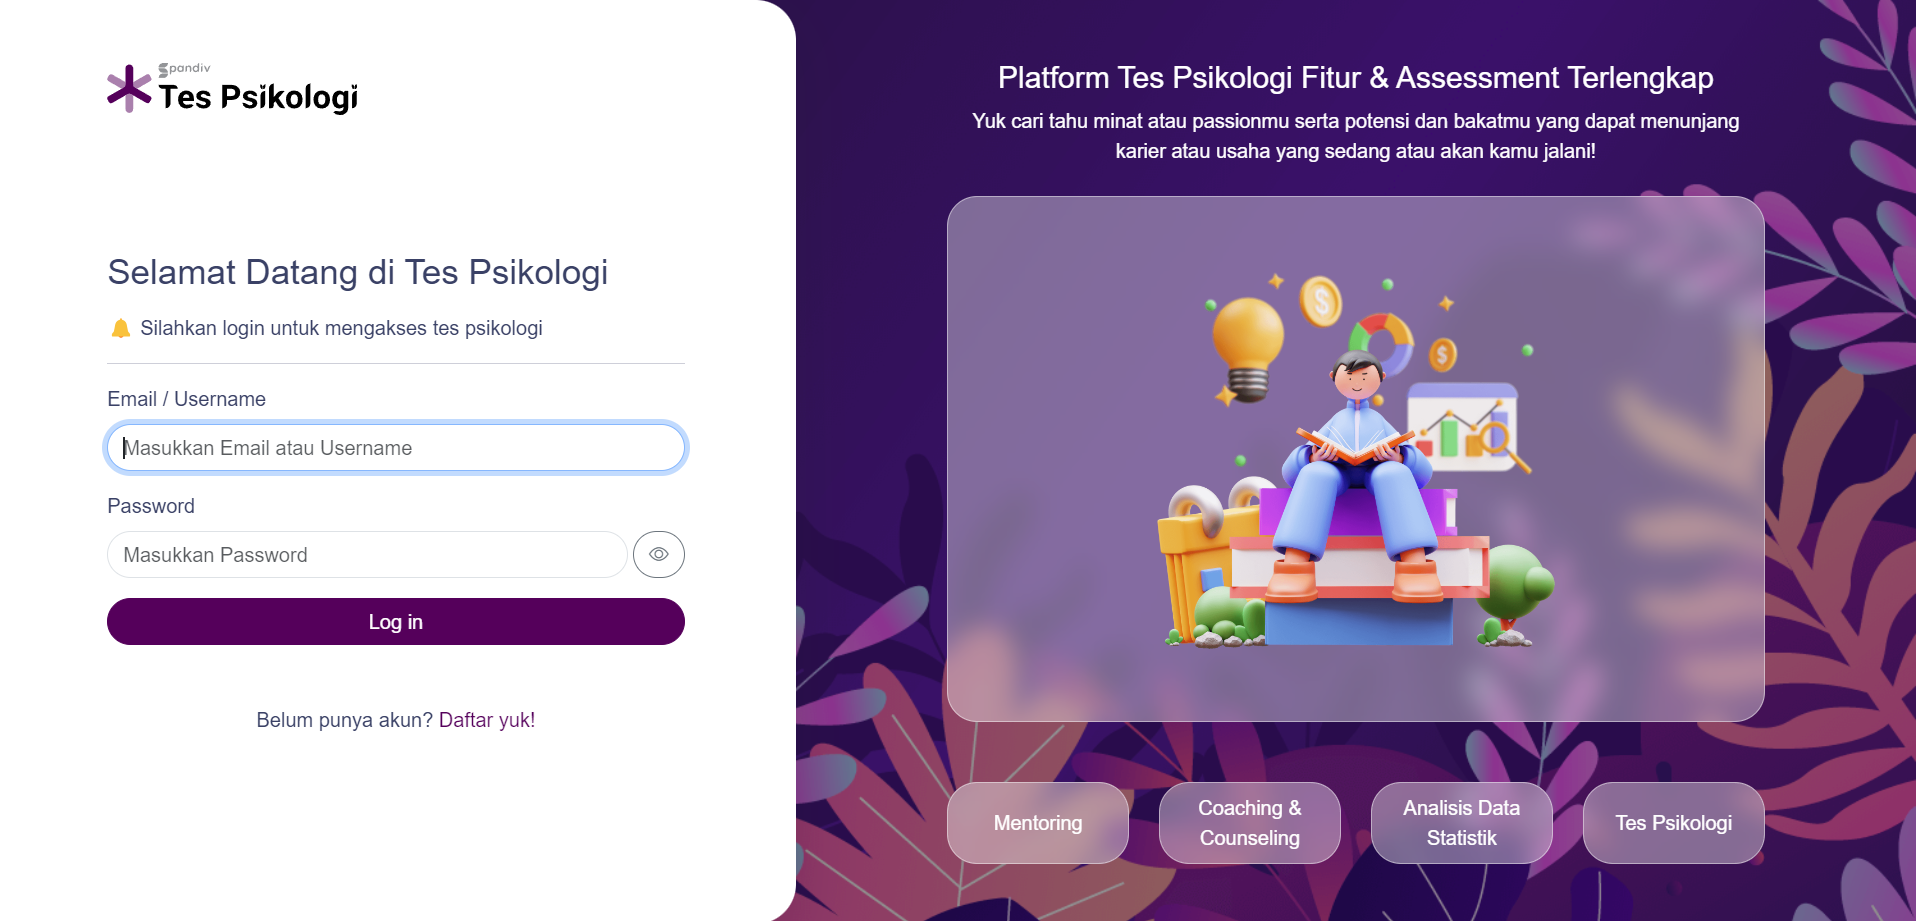 Spandiv
Tes Psikologi
Selamat Datang di Tes Psikologi
Silahkan login untuk mengakses tes psikologi
Email / Username
Masukkan Email atau Username
Password
Masukkan Password
Log in
Belum punya akun? Daftar yuk!
Platform Tes Psikologi Fitur & Assessment Terlengkap
Yuk cari tahu minat atau passionmu serta potensi dan bakatmu yang dapat menunjang
karier atau usaha yang sedang atau akan kamu jalani!
$
$
Mentoring
Coaching &
Counseling
Analisis Data
Statistik
Tes Psikologi